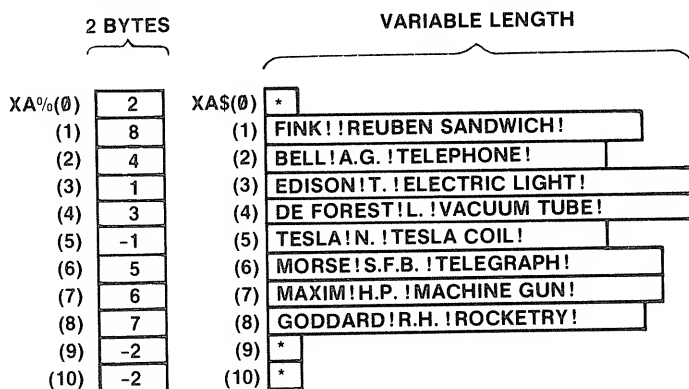 2 BYTES VARIABLE LENGTH
XA%(0) 2 XA$(0) *
(1) 8 (1) FINK!!REUBEN SANDWICH!
(2) 4 (2) BELL!A.G.!TELEPHONE!
(3) 1 (3) EDISON!T.!ELECTRIC LIGHT!
(4) 3 (4) DE FOREST!L.!VACUUM TUBE!
(5) -1 (5) TESLA!N.!TESLA COIL!
(6) 5 (6) MORSE!S.F.B.!TELEGRAPH!
(7) 6 (7) MAXIM!H.P.!MACHINE GUN!
(8) 7 (8) GODDARD!R.H.!ROCKETRY!
(9) -2 (9) *
(10) -2 (10) *